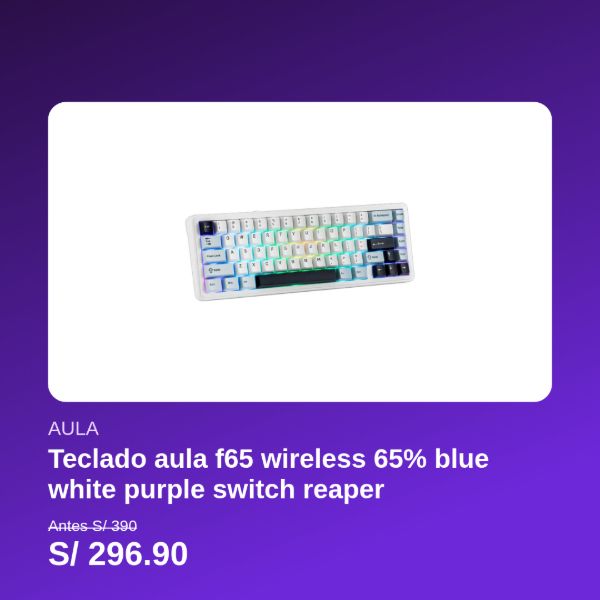 AULA
Teclado aula f65 wireless 65% blue
white purple switch reaper
Antes S/ 390
S/ 296.90